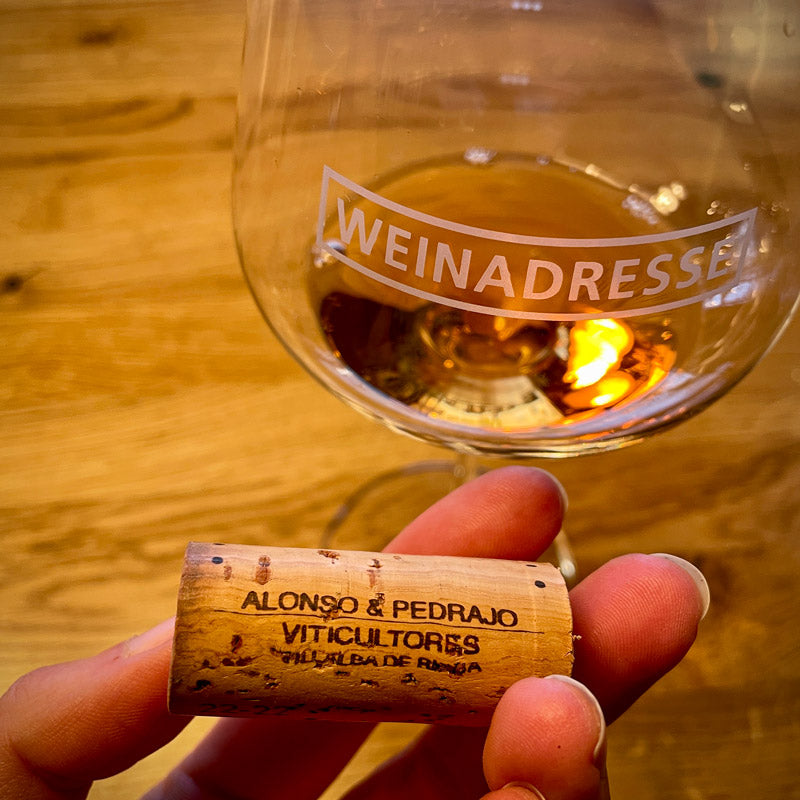 WEINADRESSE
ALONSO & PEDRAJO
VITICULTORES
VILLALBA DE RIOJA